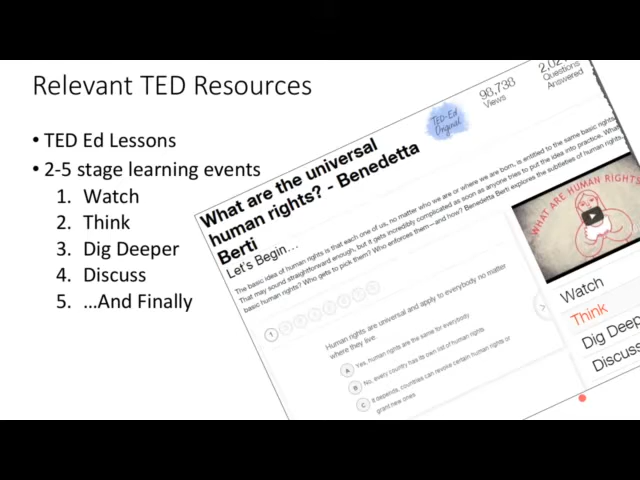 Relevant TED Resources
• TED Ed Lessons
• 2-5 stage learning events
1. Watch
2. Think
3. Dig Deeper
4. Discuss
5. …And Finally
What are the universal
human rights? - Benedetta
Berti
TED-Ed
Original
98,738
Views
Questions
Answered
Let's Begin…
The basic idea of human rights is that each one of us, no matter who we are or where we are born, is entitled to the same basic rights.
That may sound straightforward enough, but it gets incredibly complicated as soon as anyone tries to put the idea into practice. What
basic human rights? Who gets to pick them? Who enforces them—and how? Benedetta Berti explores the subtleties of human rights.
1
Human rights are universal and apply to everybody no matter
where they live.
A Yes, human rights are the same for everybody
B No, every country has its own list of human rights
C It depends, countries can revoke certain human rights or
grant new ones
WHAT ARE HUMAN RIGHTS
Watch
Think
Dig Deeper
Discuss